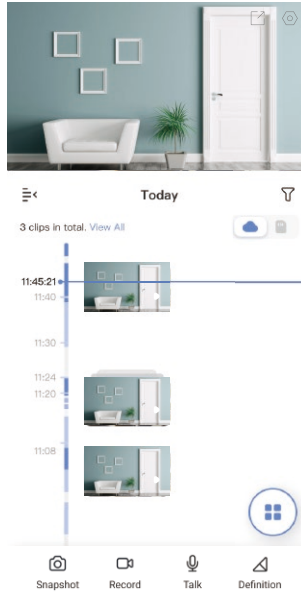 Today
3 clips in total. View All
11:45:21
11:40
11:30
11:24
11:20
11:08
Snapshot Record Talk Definition